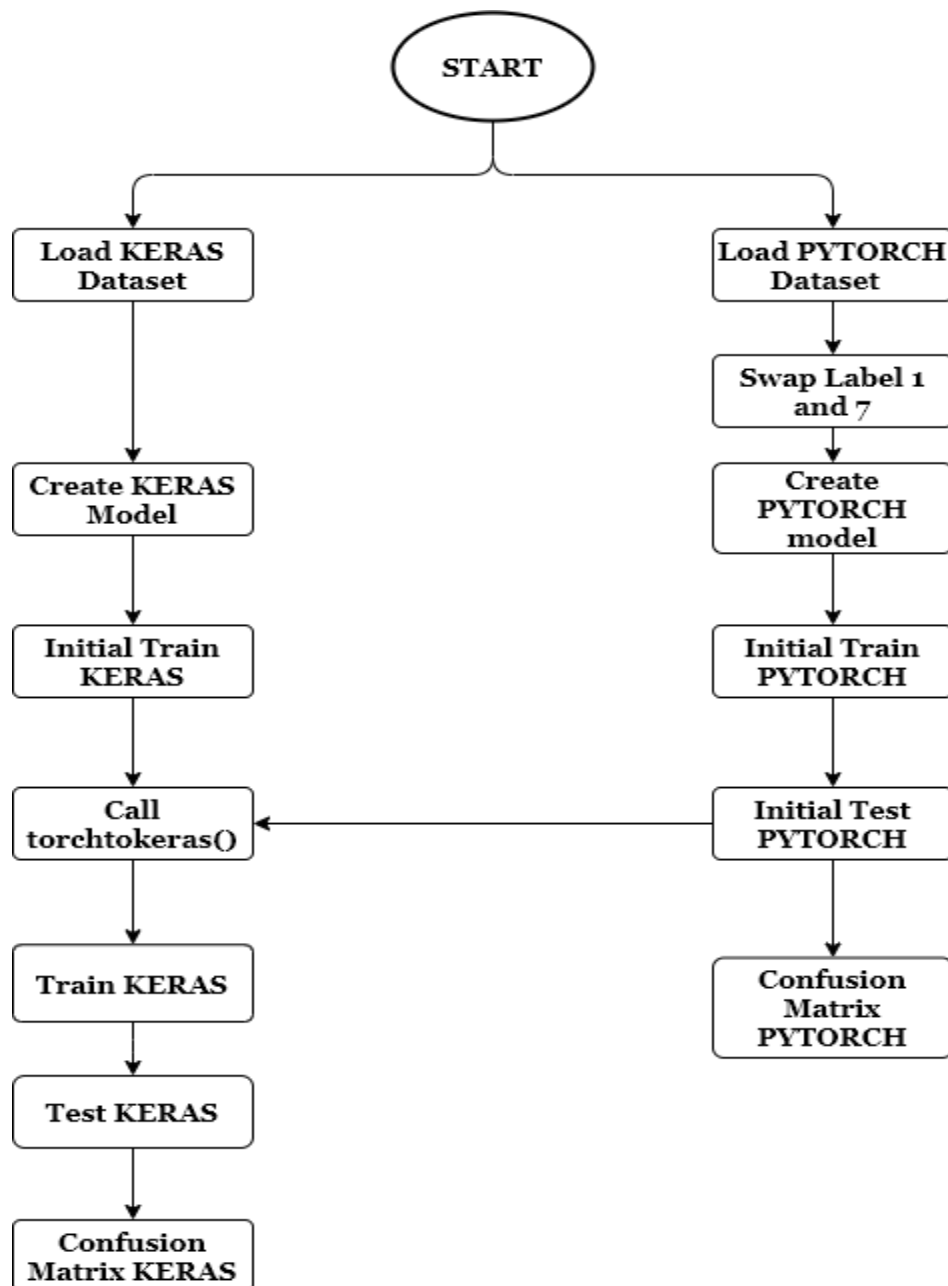 START
Load KERAS
Dataset
Load PYTORCH
Dataset
Swap Label 1
and 7
Create KERAS
Model
Create
PYTORCH
model
Initial Train
KERAS
Initial Train
PYTORCH
Call
torchtokeras()
Initial Test
PYTORCH
Train KERAS
Confusion
Matrix
PYTORCH
Test KERAS
Confusion
Matrix KERAS